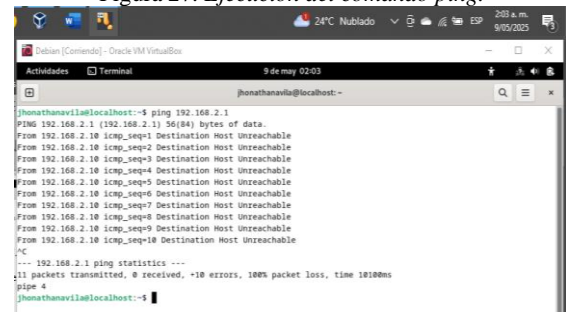 Figura 27. Ejecución del comando ping.
24°C Nublado
ESP
2:03 a. m.
9/05/2025
Debian [Corriendo] - Oracle VM VirtualBox
Actividades
Terminal
9 de may 02:03
jhonathanavila@localhost: ~
jhonathanavila@localhost:~$ ping 192.168.2.1
PING 192.168.2.1 (192.168.2.1) 56(84) bytes of data.
From 192.168.2.10 icmp_seq=1 Destination Host Unreachable
From 192.168.2.10 icmp_seq=2 Destination Host Unreachable
From 192.168.2.10 icmp_seq=3 Destination Host Unreachable
From 192.168.2.10 icmp_seq=4 Destination Host Unreachable
From 192.168.2.10 icmp_seq=5 Destination Host Unreachable
From 192.168.2.10 icmp_seq=6 Destination Host Unreachable
From 192.168.2.10 icmp_seq=7 Destination Host Unreachable
From 192.168.2.10 icmp_seq=8 Destination Host Unreachable
From 192.168.2.10 icmp_seq=9 Destination Host Unreachable
From 192.168.2.10 icmp_seq=10 Destination Host Unreachable
^C
--- 192.168.2.1 ping statistics ---
11 packets transmitted, 0 received, +10 errors, 100% packet loss, time 10100ms
pipe 4
jhonathanavila@localhost:~$